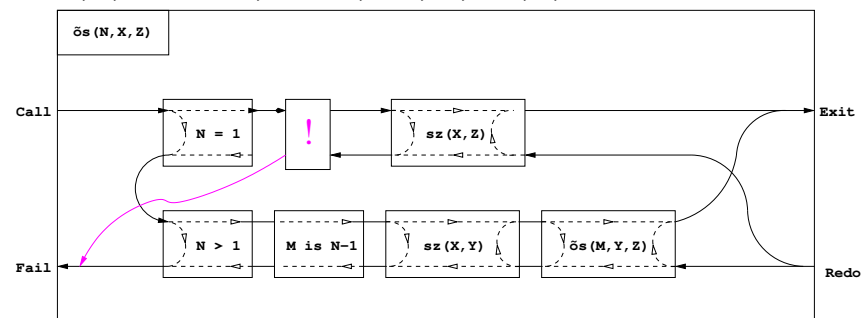 õs(N,X,Z)
Call
N = 1
!
sz(X,Z)
Exit
Fail
N > 1
M is N-1
sz(X,Y)
õs(M,Y,Z)
Redo